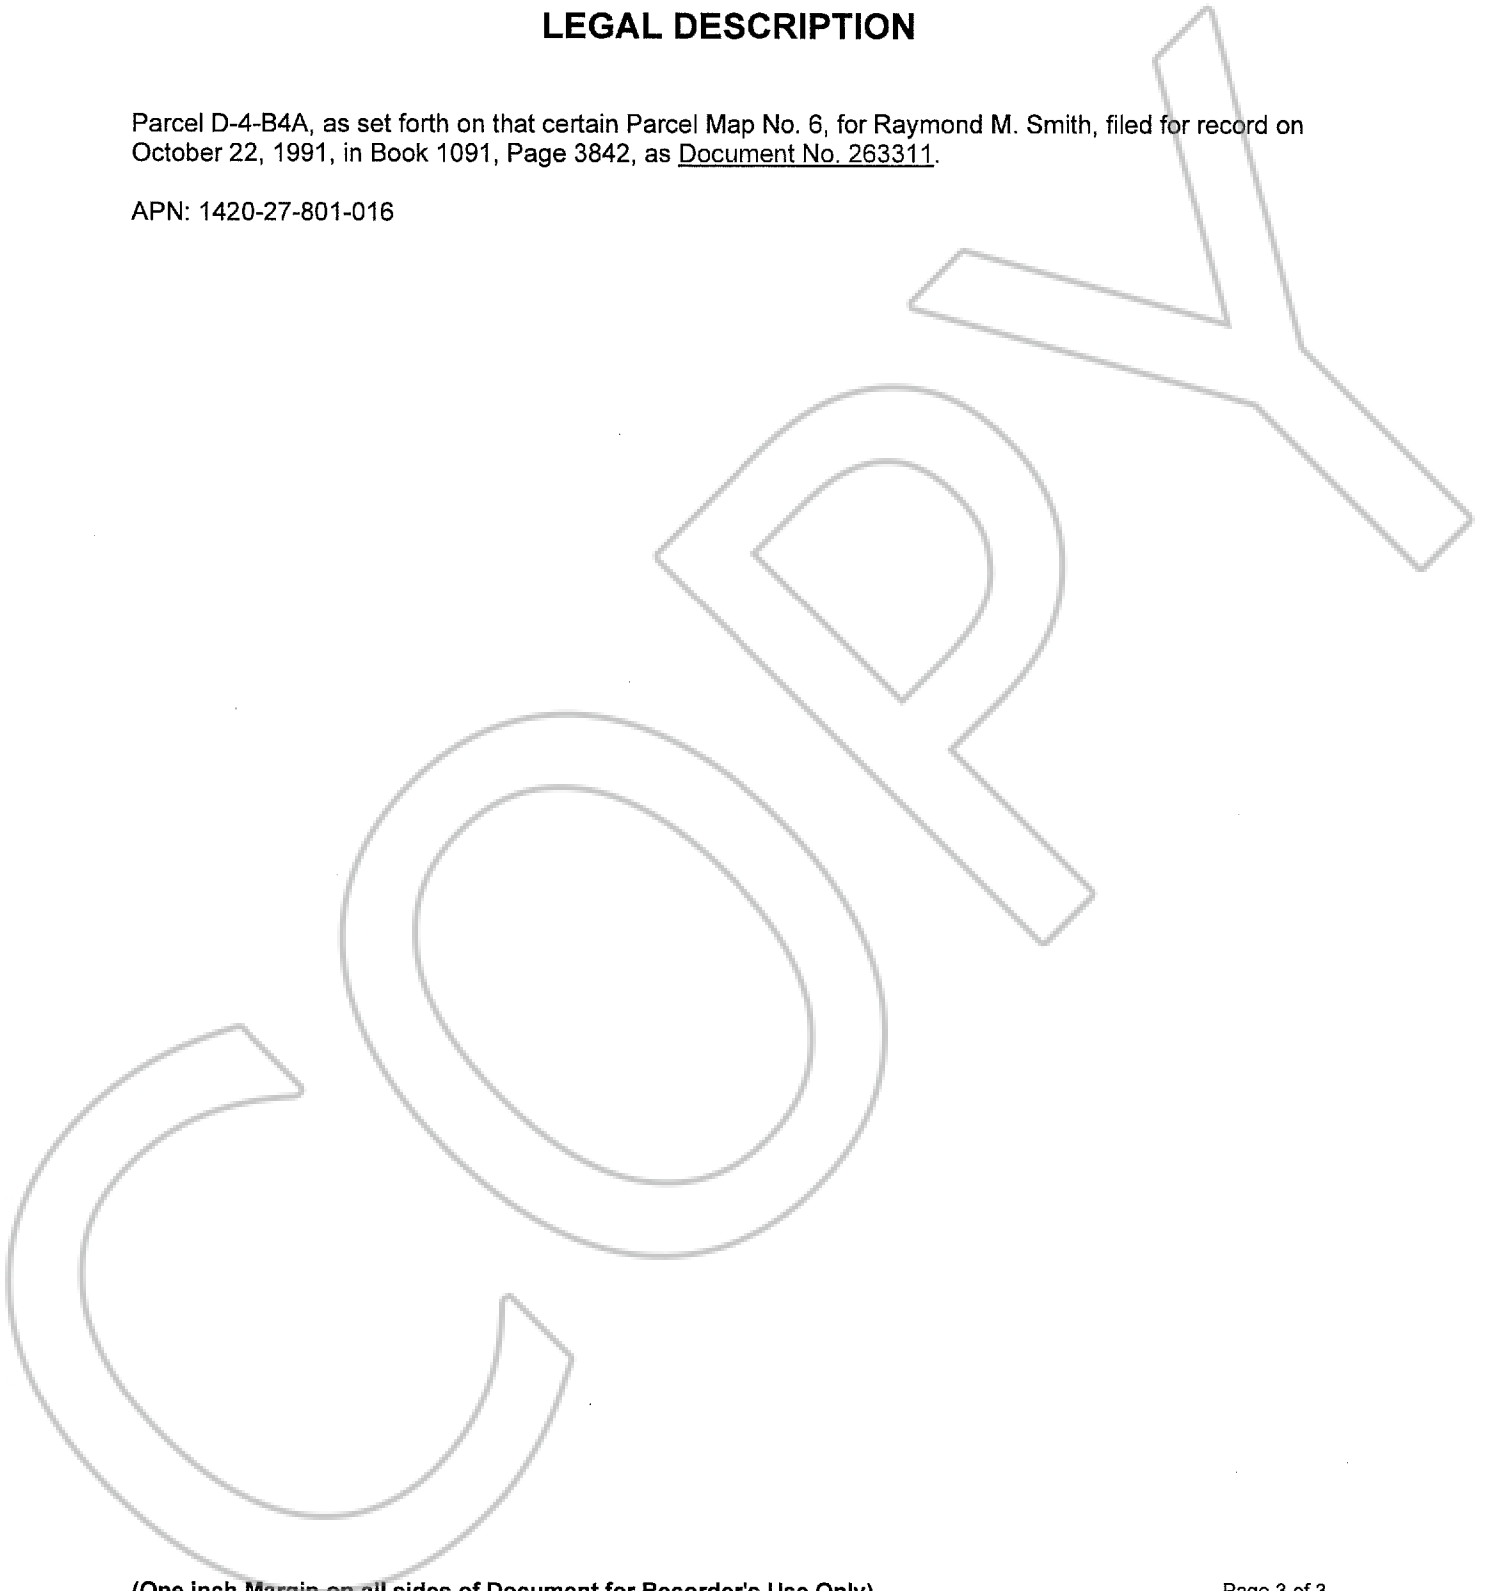 LEGAL DESCRIPTION
Parcel D-4-B4A, as set forth on that certain Parcel Map No. 6, for Raymond M. Smith, filed for record on
October 22, 1991, in Book 1091, Page 3842, as Document No. 263311.
APN: 1420-27-801-016
COPY
(One inch Margin on all sides of Document for Recorder's Use Only) Page 3 of 3